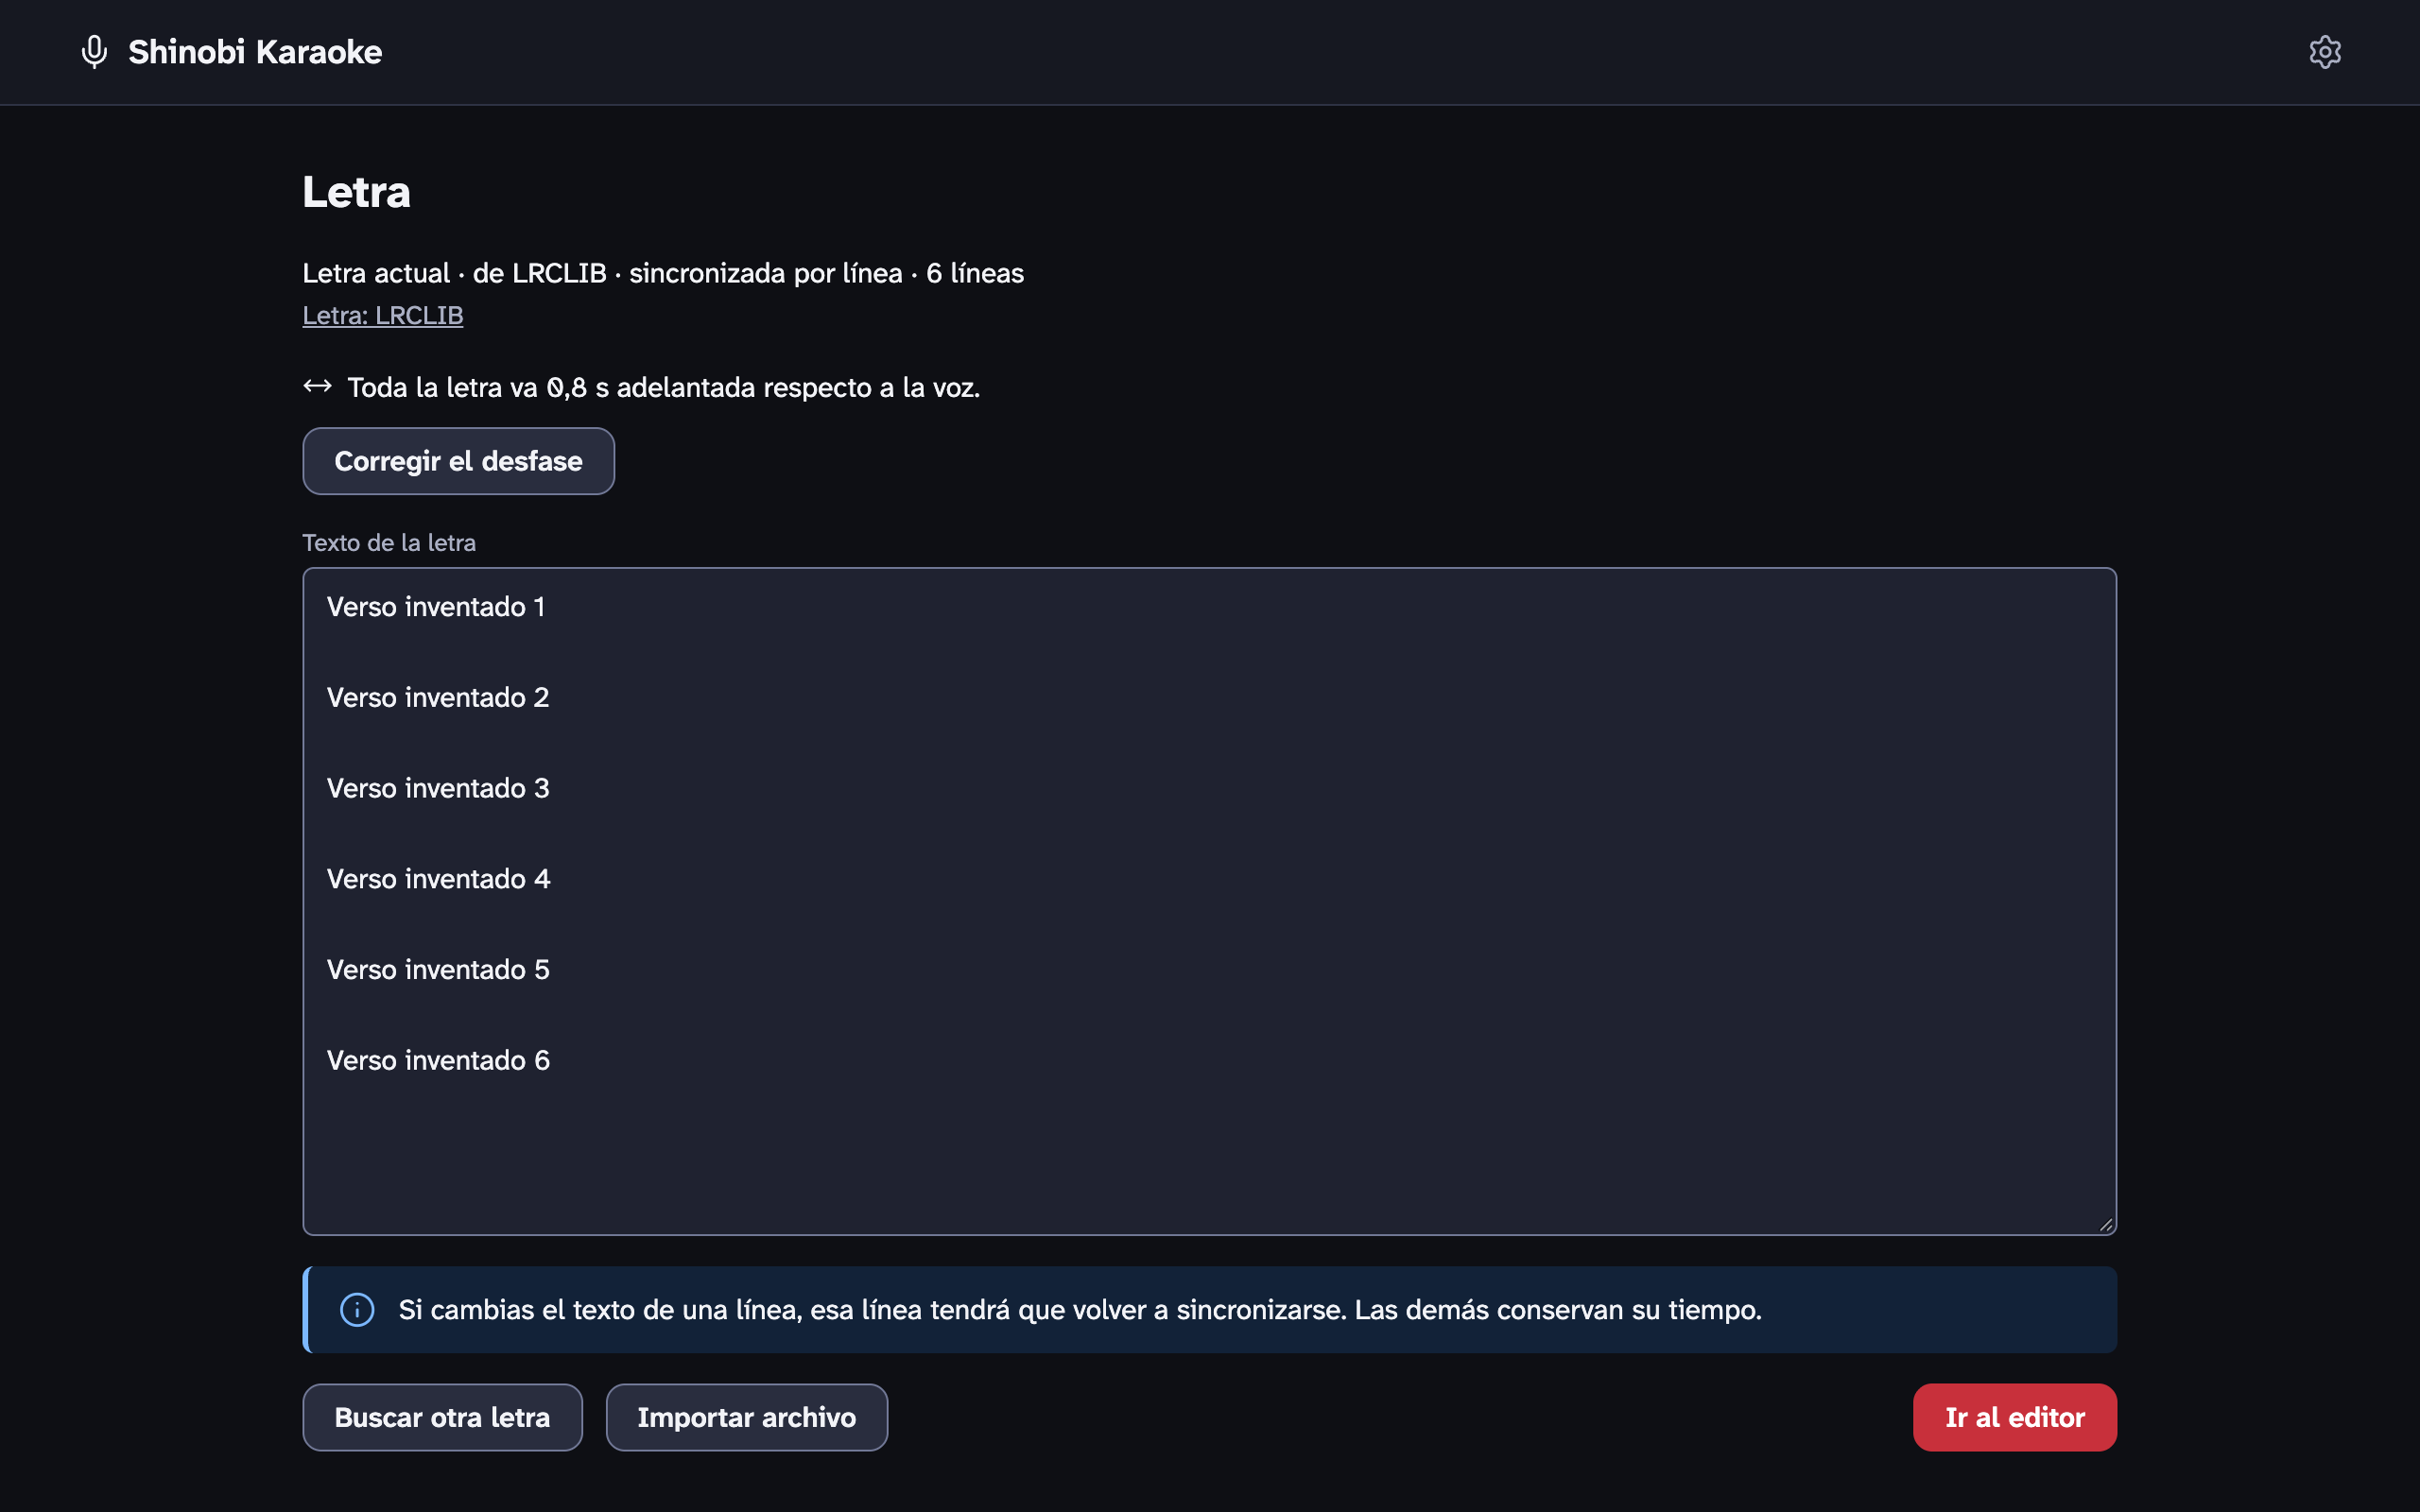 Shinobi Karaoke
Letra
Letra actual · de LRCLIB · sincronizada por línea · 6 líneas
Letra: LRCLIB
Toda la letra va 0,8 s adelantada respecto a la voz.
Corregir el desfase
Texto de la letra
Verso inventado 1
Verso inventado 2
Verso inventado 3
Verso inventado 4
Verso inventado 5
Verso inventado 6
Si cambias el texto de una línea, esa línea tendrá que volver a sincronizarse. Las demás conservan su tiempo.
Buscar otra letra
Importar archivo
Ir al editor